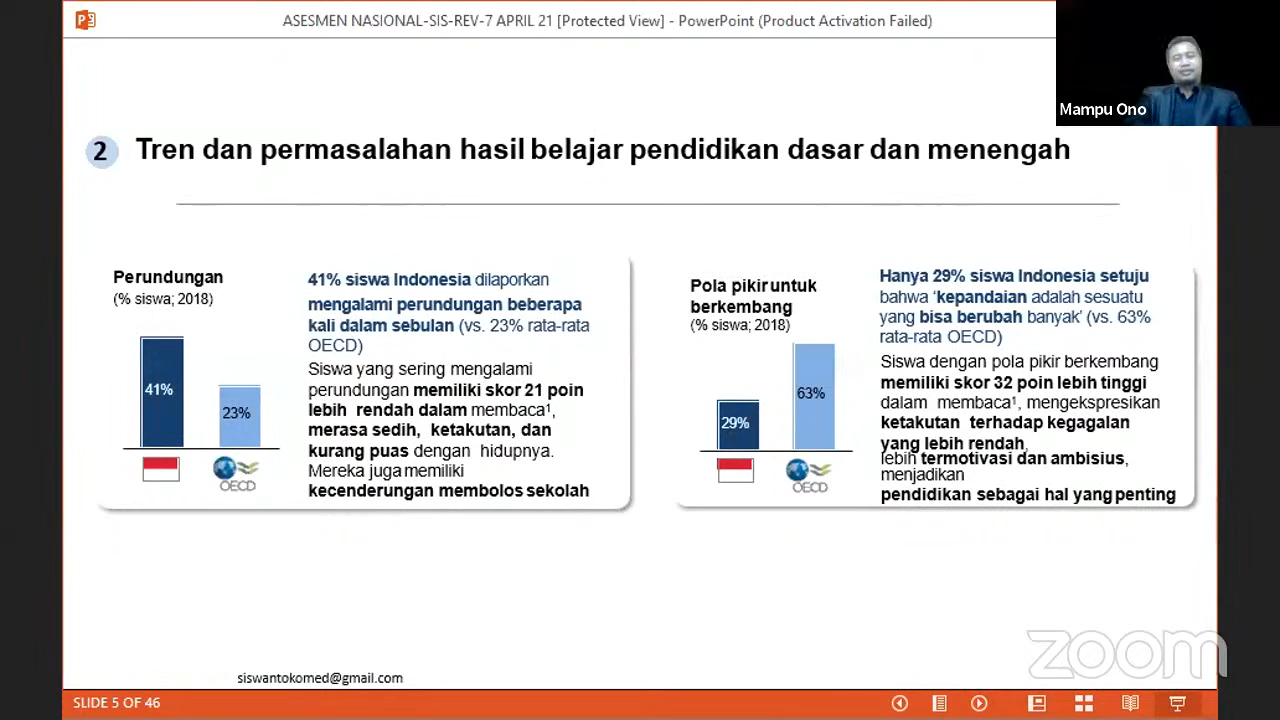 ASESMEN NASIONAL-SIS-REV-7 APRIL 21 [Protected View] - PowerPoint (Product Activation Failed)
Mampu Ono
2 Tren dan permasalahan hasil belajar pendidikan dasar dan menengah
Perundungan
(% siswa; 2018)
41%
23%
OECD
41% siswa Indonesia dilaporkan
mengalami perundungan beberapa
kali dalam sebulan (vs. 23% rata-rata
OECD)
Siswa yang sering mengalami
perundungan memiliki skor 21 poin
lebih rendah dalam membaca¹,
merasa sedih, ketakutan, dan
kurang puas dengan hidupnya.
Mereka juga memiliki
kecenderungan membolos sekolah
Pola pikir untuk
berkembang
(% siswa; 2018)
29%
63%
OECD
Hanya 29% siswa Indonesia setuju
bahwa ‘kepandaian adalah sesuatu
yang bisa berubah banyak’ (vs. 63%
rata-rata OECD)
Siswa dengan pola pikir berkembang
memiliki skor 32 poin lebih tinggi
dalam membaca¹, mengekspresikan
ketakutan terhadap kegagalan
yang lebih rendah,
lebih termotivasi dan ambisius,
menjadikan
pendidikan sebagai hal yang penting
siswantokomed@gmail.com
zoom
SLIDE 5 OF 46